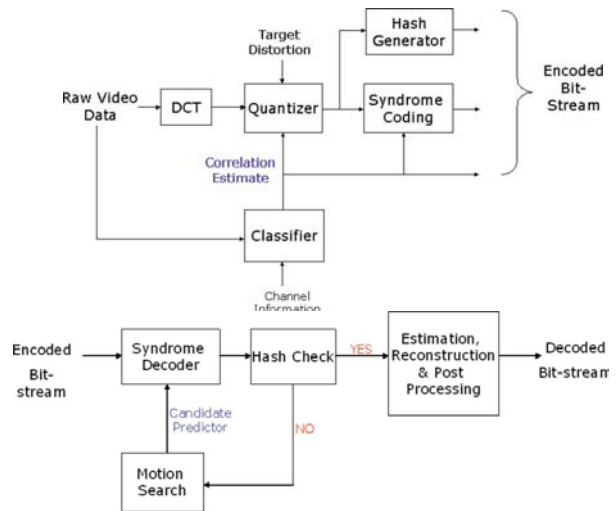 Hash
Generator
Target
Distortion
Encoded
Bit-
Stream
Raw Video
Data
DCT
Quantizer
Syndrome
Coding
Correlation
Estimate
Classifier
Channel Information
Encoded
Bit-
stream
Syndrome
Decoder
Hash Check
YES
Estimation,
Reconstruction
& Post
Processing
Decoded
Bit-stream
Candidate
Predictor
NO
Motion
Search